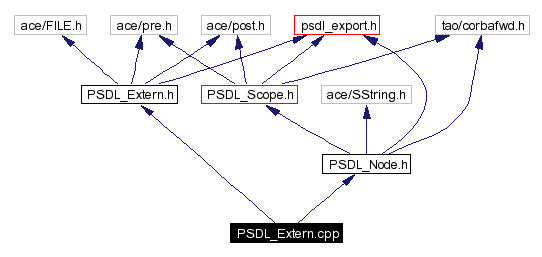 ace/FILE.h ace/pre.h ace/post.h psdl_export.h tao/corbafwd.h
PSDL_Extern.h PSDL_Scope.h ace/SString.h
PSDL_Node.h
PSDL_Extern.cpp